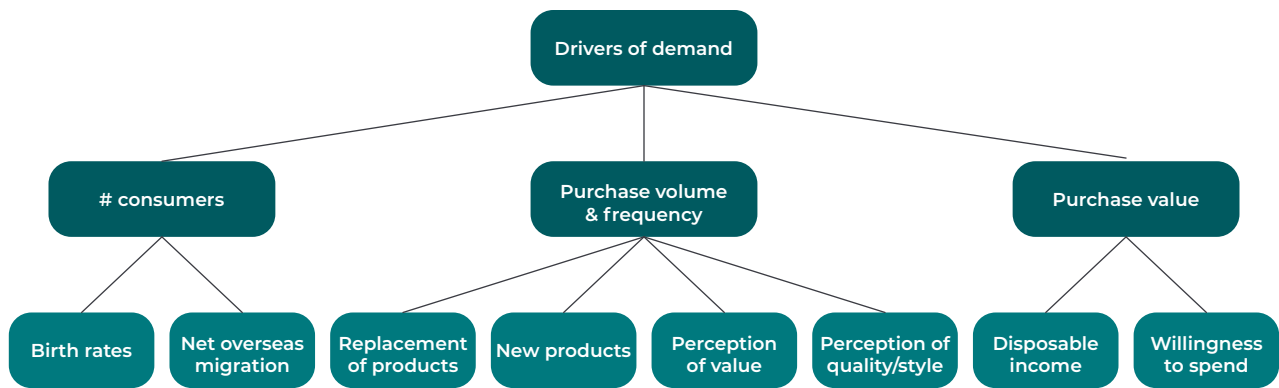 Drivers of demand
# consumers
Purchase volume
& frequency
Purchase value
Birth rates
Net overseas
migration
Replacement
of products
New products
Perception
of value
Perception of
quality/style
Disposable
income
Willingness
to spend